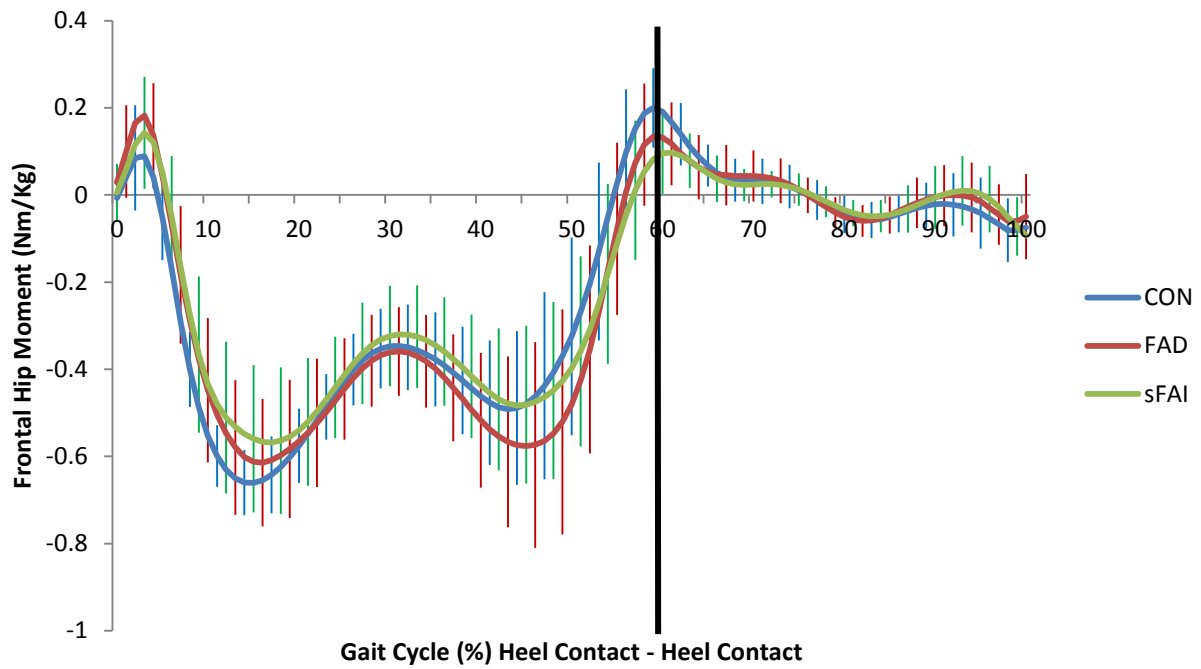 0.4
0.2
0
-0.2
-0.4
-0.6
-0.8
-1
0 10 20 30 40 50 60 70 80 90 100
Frontal Hip Moment (Nm/Kg)
Gait Cycle (%) Heel Contact - Heel Contact
CON
FAD
sFAI